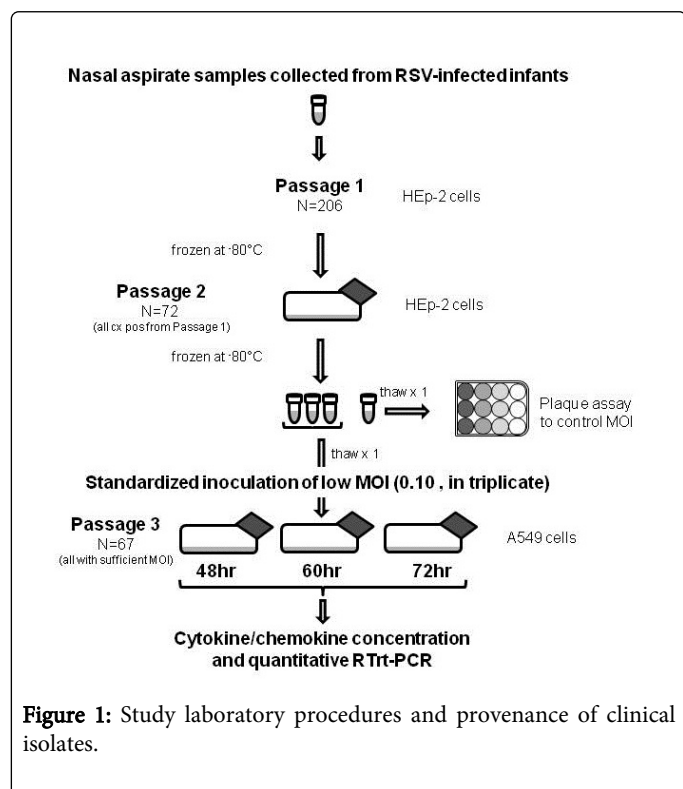 Nasal aspirate samples collected from RSV-infected infants
Passage 1
N=206
HEp-2 cells
frozen at -80°C
Passage 2
N=72
(all cx pos from Passage 1)
HEp-2 cells
frozen at -80°C
thaw x 1
Plaque assay
to control MOI
thaw x 1
Standardized inoculation of low MOI (0.10 , in triplicate)
Passage 3
N=67
(all with sufficient MOI)
A549 cells
48hr 60hr 72hr
Cytokine/chemokine concentration
and quantitative RTrt-PCR
Figure 1: Study laboratory procedures and provenance of clinical
isolates.